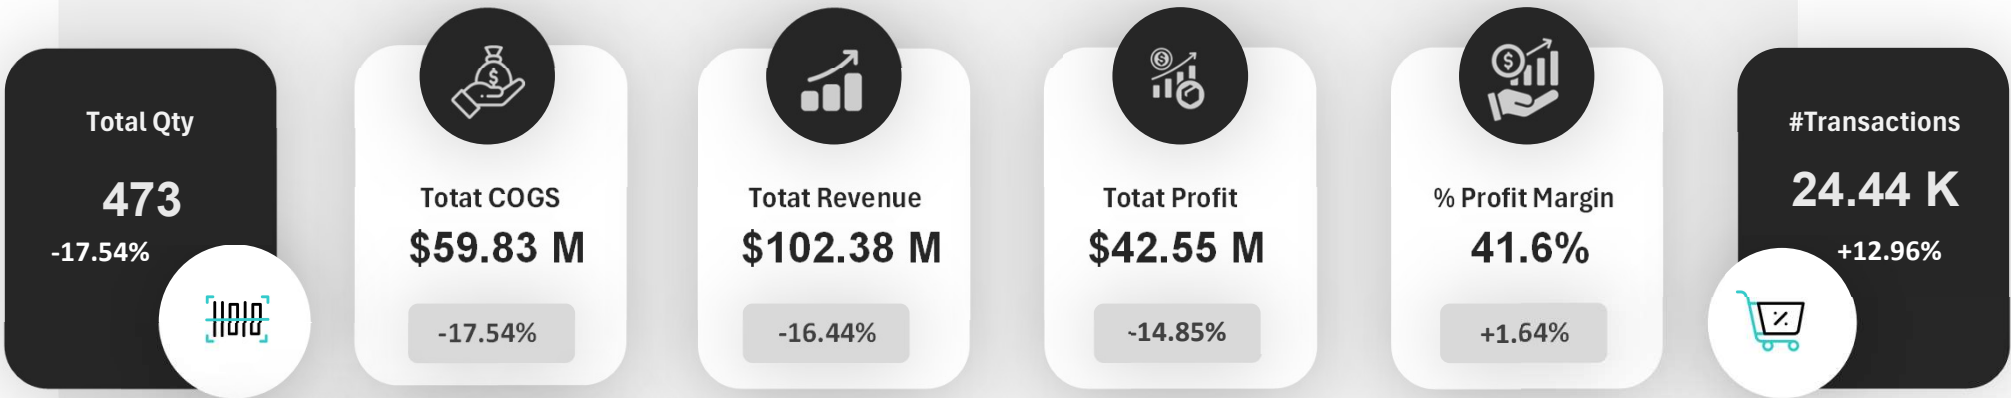 Total Qty
473
-17.54%
Totat COGS
$59.83 M
-17.54%
Totat Revenue
$102.38 M
-16.44%
Totat Profit
$42.55 M
-14.85%
% Profit Margin
41.6%
+1.64%
#Transactions
24.44 K
+12.96%